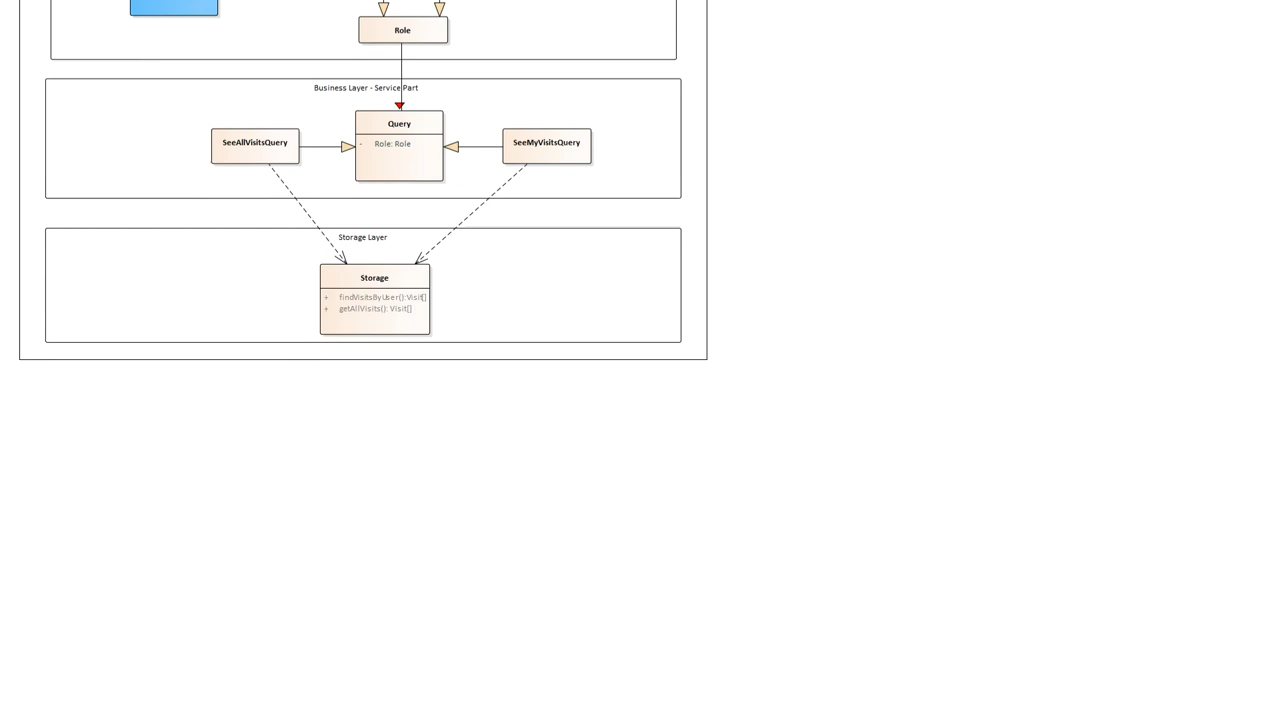 Role
Business Layer - Service Part
Query
SeeAllVisitsQuery
- Role: Role
SeeMyVisitsQuery
Storage Layer
Storage
+ findVisitsByUser():Visit[]
+ getAllVisits(): Visit[]